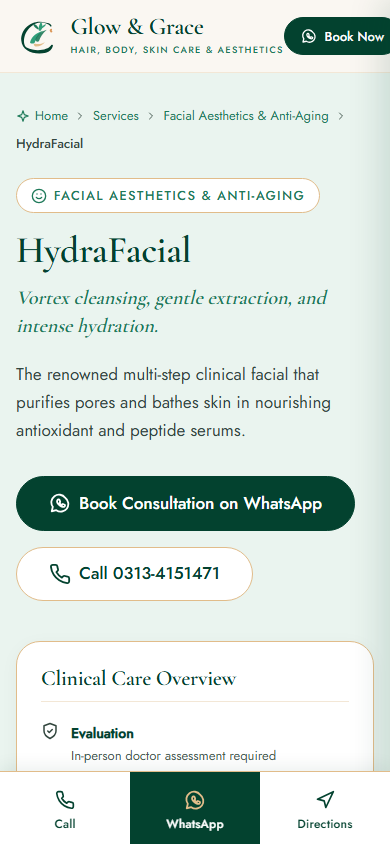 Glow & Grace
HAIR, BODY, SKIN CARE & AESTHETICS
Book Now
Home > Services > Facial Aesthetics & Anti-Aging >
HydraFacial
FACIAL AESTHETICS & ANTI-AGING
HydraFacial
Vortex cleansing, gentle extraction, and
intense hydration.
The renowned multi-step clinical facial that
purifies pores and bathes skin in nourishing
antioxidant and peptide serums.
Book Consultation on WhatsApp
Call 0313-4151471
Clinical Care Overview
Evaluation
In-person doctor assessment required
Call
WhatsApp
Directions